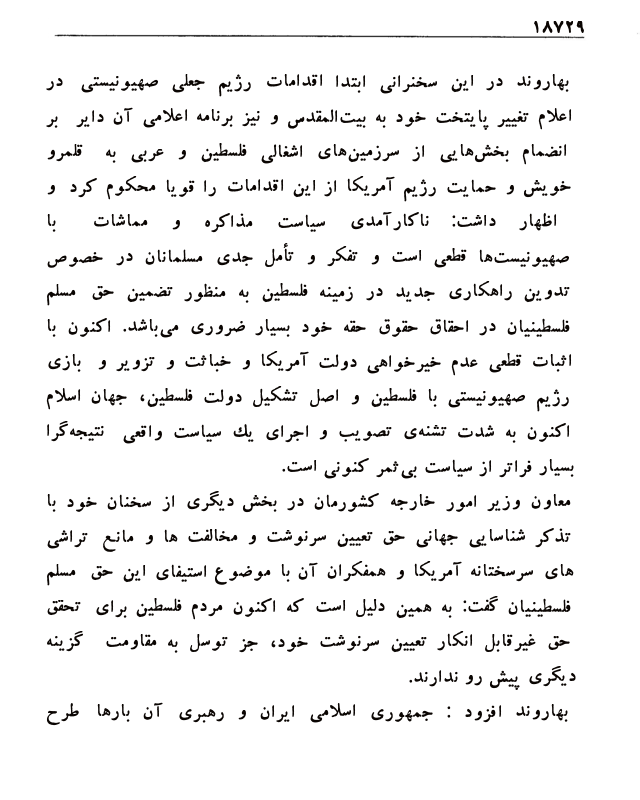 ۱۸۷۲۹
بهاروند در این سخنرانی ابتدا اقدامات رژیم جعلی صهیونیستی در
اعلام تغییر پایتخت خود به بیت‌المقدس و نیز برنامه اعلامی آن دایر بر
انضمام بخش‌هایی از سرزمین‌های اشغالی فلسطین و عربی به قلمرو
خویش و حمایت رژیم آمریکا از این اقدامات را قویا محکوم کرد و
اظهار داشت: ناکارآمدی سیاست مذاکره و مماشات با
صهیونیست‌ها قطعی است و تفکر و تأمل جدی مسلمانان در خصوص
تدوین راهکاری جدید در زمینه فلسطین به منظور تضمین حق مسلم
فلسطینیان در احقاق حقوق حقه خود بسیار ضروری می‌باشد. اکنون با
اثبات قطعی عدم خیرخواهی دولت آمریکا و خباثت و تزویر و بازی
رژیم صهیونیستی با فلسطین و اصل تشکیل دولت فلسطین، جهان اسلام
اکنون به شدت تشنه‌ی تصویب و اجرای یك سیاست واقعی نتیجه‌گرا
بسیار فراتر از سیاست بی‌ثمر کنونی است.
معاون وزیر امور خارجه کشورمان در بخش دیگری از سخنان خود با
تذکر شناسایی جهانی حق تعیین سرنوشت و مخالفت ها و مانع تراشی
های سرسختانه آمریکا و همفکران آن با موضوع استیفای این حق مسلم
فلسطینیان گفت: به همین دلیل است که اکنون مردم فلسطین برای تحقق
حق غیرقابل انکار تعیین سرنوشت خود، جز توسل به مقاومت گزینه
دیگری پیش رو ندارند.
بهاروند افزود : جمهوری اسلامی ایران و رهبری آن بارها طرح